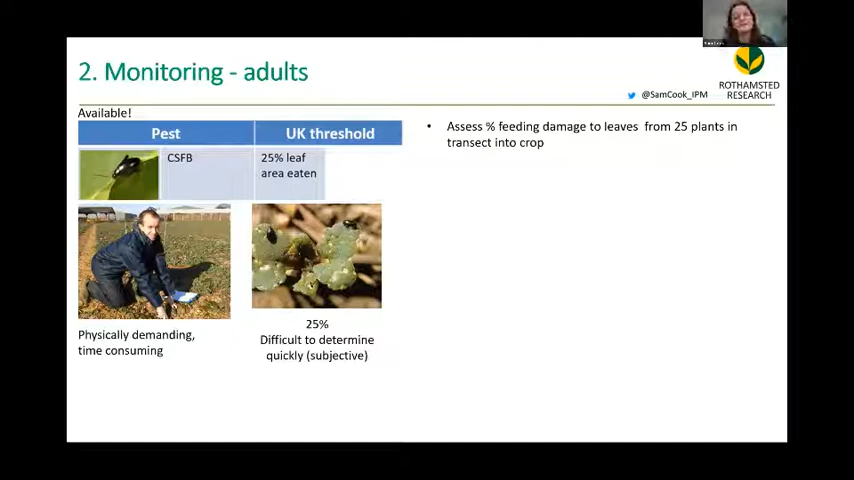 2. Monitoring - adults
@SamCook_IPM
ROTHAMSTED
RESEARCH
Available!
Pest
UK threshold
CSFB
25% leaf
area eaten
Physically demanding,
time consuming
25%
Difficult to determine
quickly (subjective)
• Assess % feeding damage to leaves from 25 plants in
transect into crop